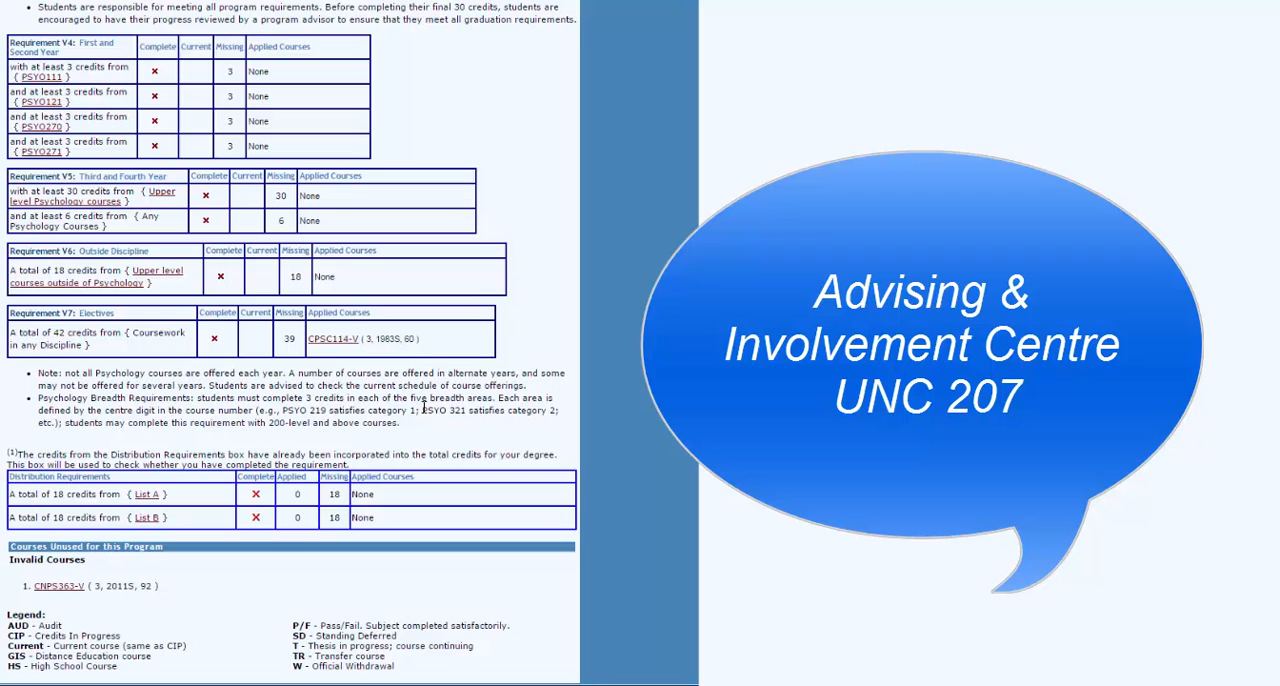 • Students are responsible for meeting all program requirements. Before completing their final 30 credits, students are
encouraged to have their progress reviewed by a program advisor to ensure that they meet all graduation requirements.
Requirement V4: First and Second Year Complete Current Missing Applied Courses
with at least 3 credits from { PSYO111 } × 3 None
and at least 3 credits from { PSYO121 } × 3 None
and at least 3 credits from { PSYO270 } × 3 None
and at least 3 credits from { PSYO271 } × 3 None
Requirement V5: Third and Fourth Year Complete Current Missing Applied Courses
with at least 30 credits from { Upper level Psychology courses } × 30 None
and at least 6 credits from { Any Psychology Courses } × 6 None
Requirement V6: Outside Discipline Complete Current Missing Applied Courses
A total of 18 credits from { Upper level courses outside of Psychology } × 18 None
Requirement V7: Electives Complete Current Missing Applied Courses
A total of 42 credits from { Coursework in any Discipline } × 39 CPSC114-V ( 3, 1983S, 60 )
• Note: not all Psychology courses are offered each year. A number of courses are offered in alternate years, and some
may not be offered for several years. Students are advised to check the current schedule of course offerings.
• Psychology Breadth Requirements: students must complete 3 credits in each of the five breadth areas. Each area is
defined by the centre digit in the course number (e.g., PSYO 219 satisfies category 1; PSYO 321 satisfies category 2;
etc.); students may complete this requirement with 200-level and above courses.
(1)The credits from the Distribution Requirements box have already been incorporated into the total credits for your degree.
This box will be used to check whether you have completed the requirement.
Distribution Requirements Complete Applied Missing Applied Courses
A total of 18 credits from { List A } × 0 18 None
A total of 18 credits from { List B } × 0 18 None
Courses Unused for this Program
Invalid Courses
1. CNPS363-V ( 3, 2011S, 92 )
Legend:
AUD - Audit
CIP - Credits In Progress
Current - Current course (same as CIP)
GIS - Distance Education course
HS - High School Course
P/F - Pass/Fail. Subject completed satisfactorily.
SD - Standing Deferred
T - Thesis in progress; course continuing
TR - Transfer course
W - Official Withdrawal
Advising &
Involvement Centre
UNC 207